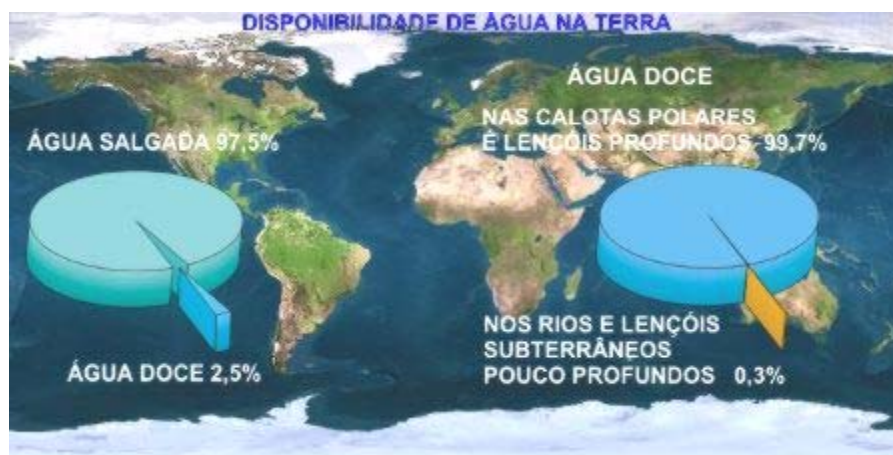 DISPONIBILIDADE DE ÁGUA NA TERRA
ÁGUA SALGADA 97,5%
ÁGUA DOCE 2,5%
ÁGUA DOCE
NAS CALOTAS POLARES
E LENÇÓIS PROFUNDOS 99,7%
NOS RIOS E LENÇÓIS
SUBTERRÂNEOS
POUCO PROFUNDOS 0,3%